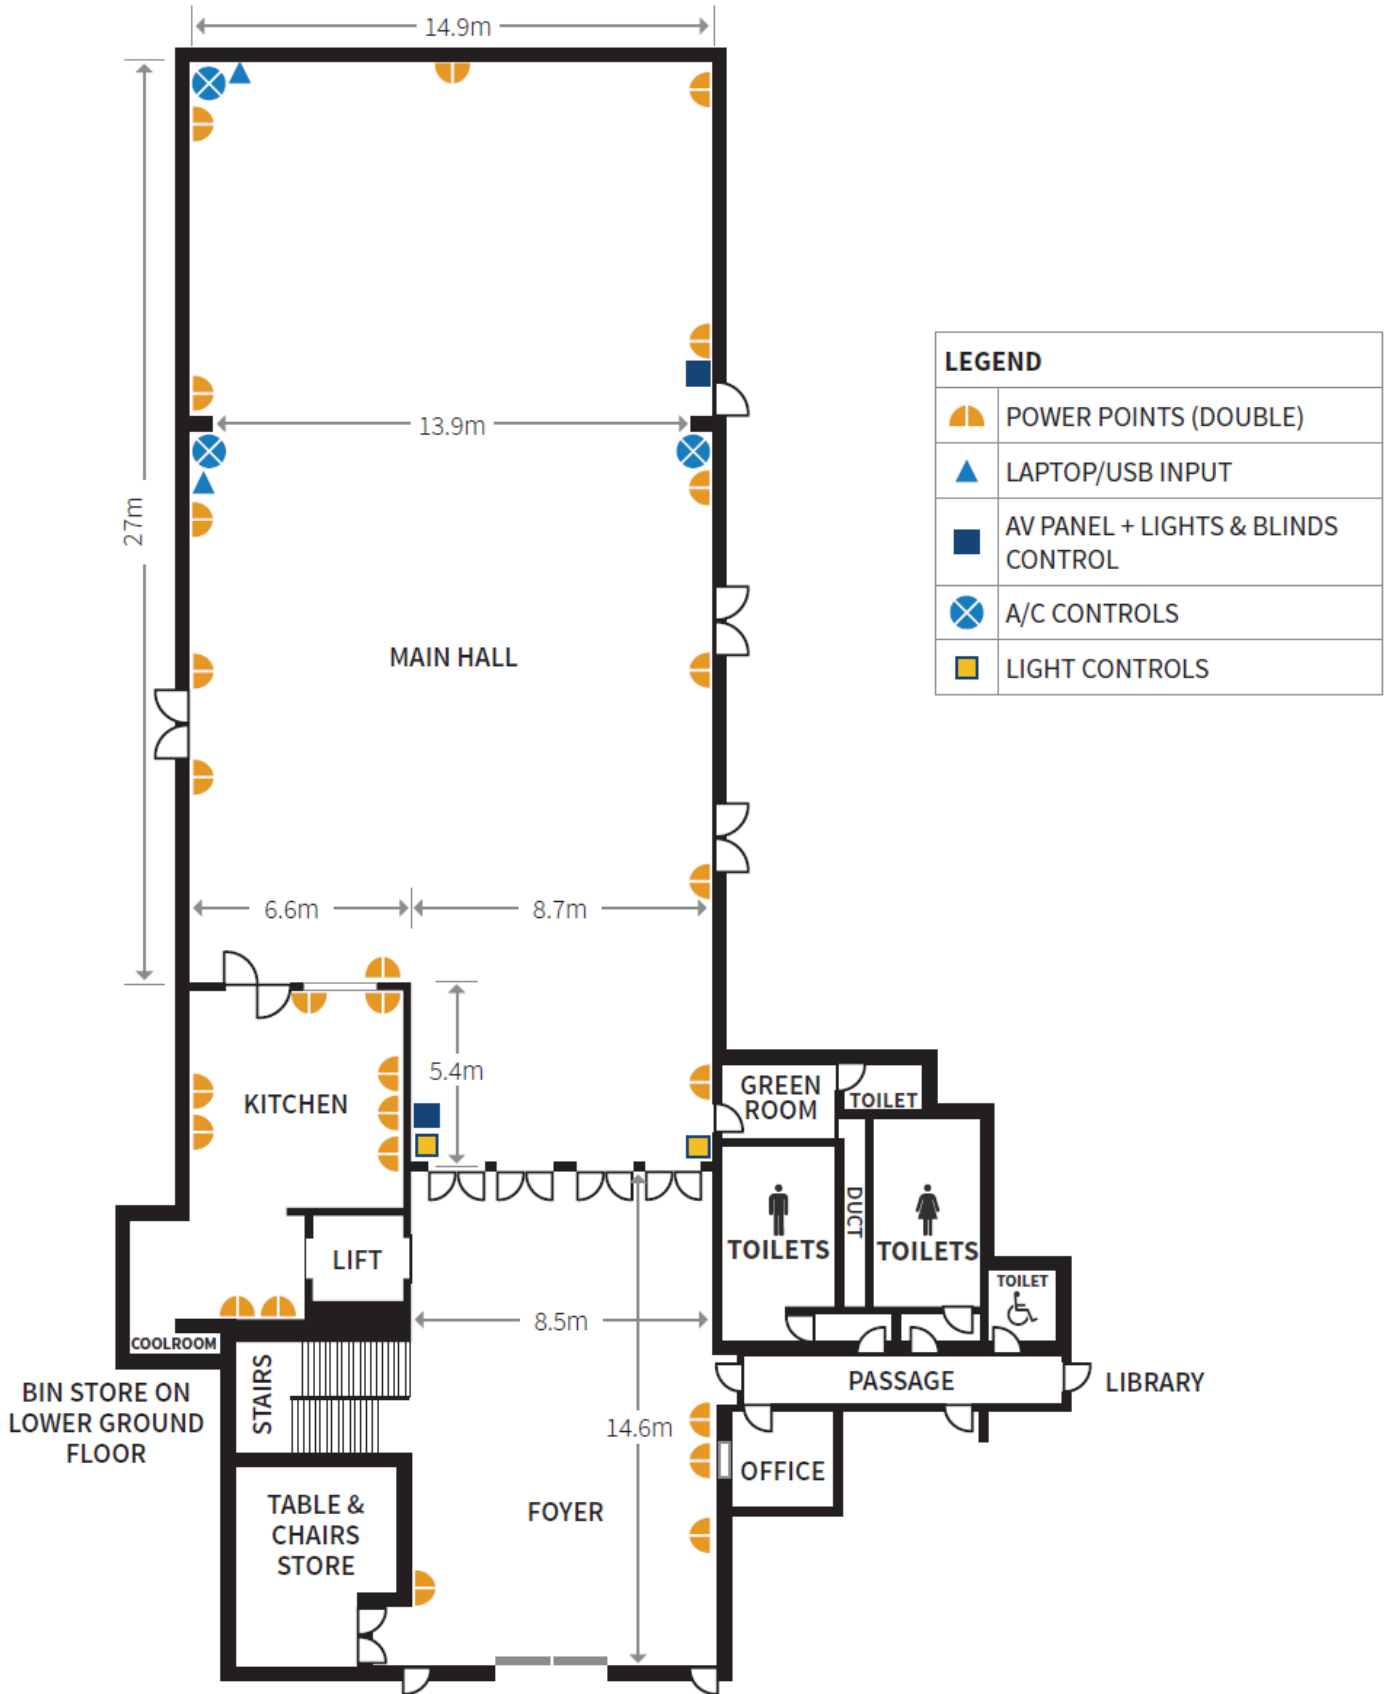 14.9m
27m
13.9m
LEGEND
POWER POINTS (DOUBLE)
LAPTOP/USB INPUT
AV PANEL + LIGHTS & BLINDS
CONTROL
A/C CONTROLS
LIGHT CONTROLS
MAIN HALL
6.6m
8.7m
5.4m
KITCHEN
GREEN
ROOM
TOILET
DUCT
TOILETS
TOILETS
LIFT
TOILET
8.5m
COOLROOM
STAIRS
PASSAGE
LIBRARY
BIN STORE ON
LOWER GROUND
FLOOR
14.6m
OFFICE
TABLE &
CHAIRS
STORE
FOYER